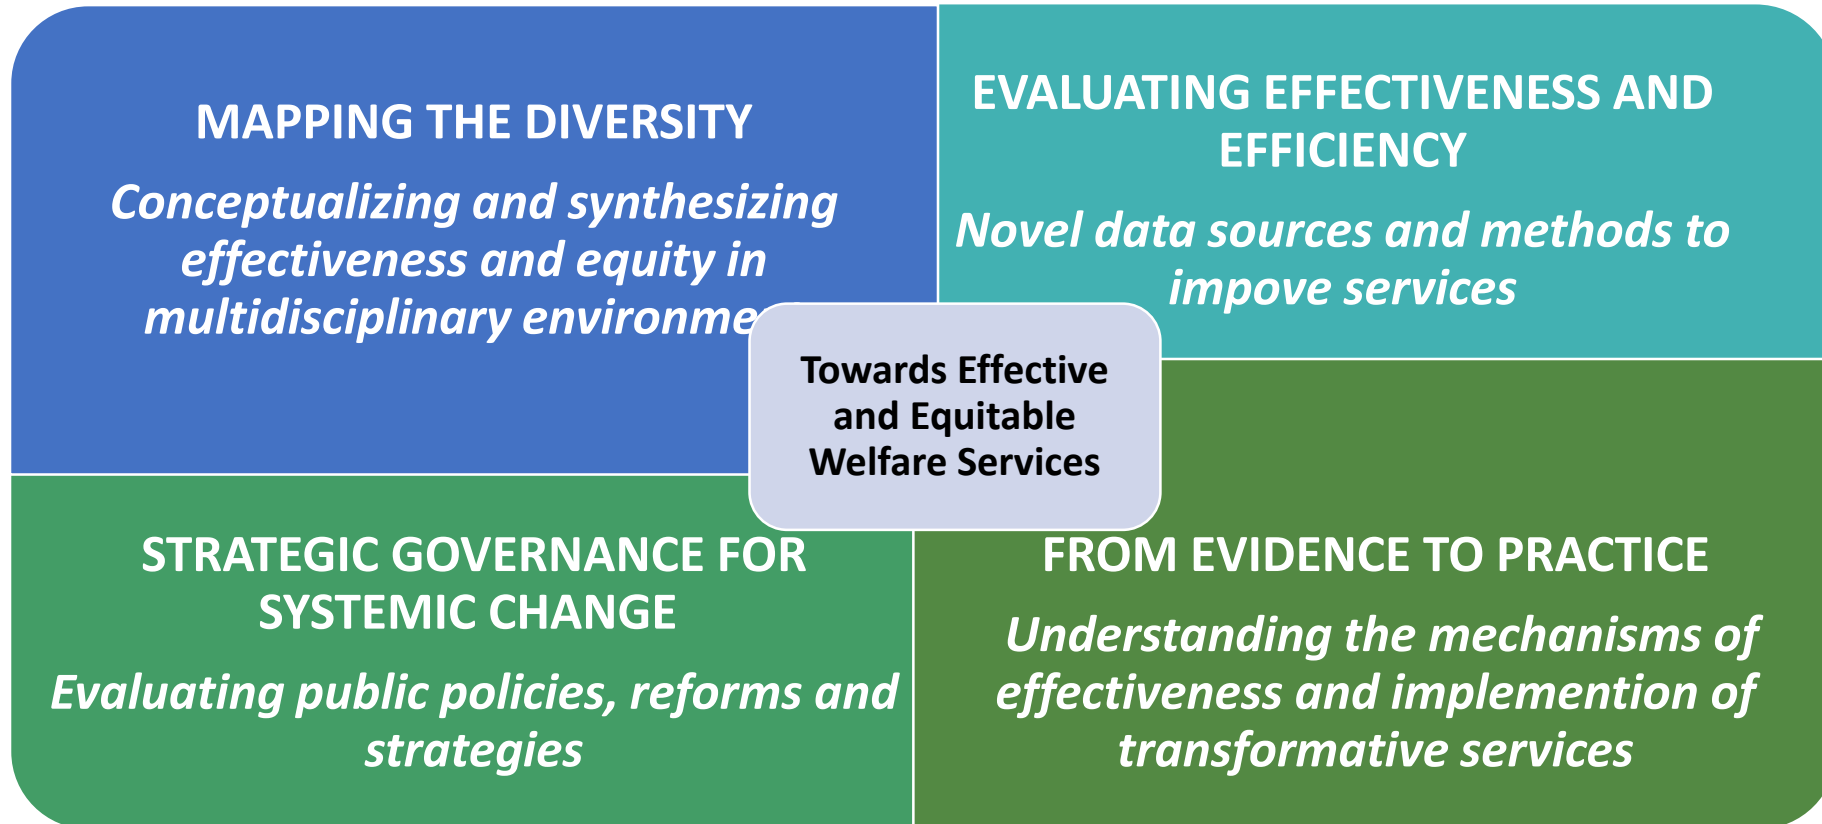 MAPPING THE DIVERSITY
Conceptualizing and synthesizing
effectiveness and equity in
multidisciplinary
EVALUATING EFFECTIVENESS AND
EFFICIENCY
Novel data sources and methods to
impove services
Towards Effective
and Equitable
Welfare Services
STRATEGIC GOVERNANCE FOR
SYSTEMIC CHANGE
Evaluating public policies, reforms and
strategies
FROM EVIDENCE TO PRACTICE
Understanding the mechanisms of
effectiveness and implemention of
transformative services